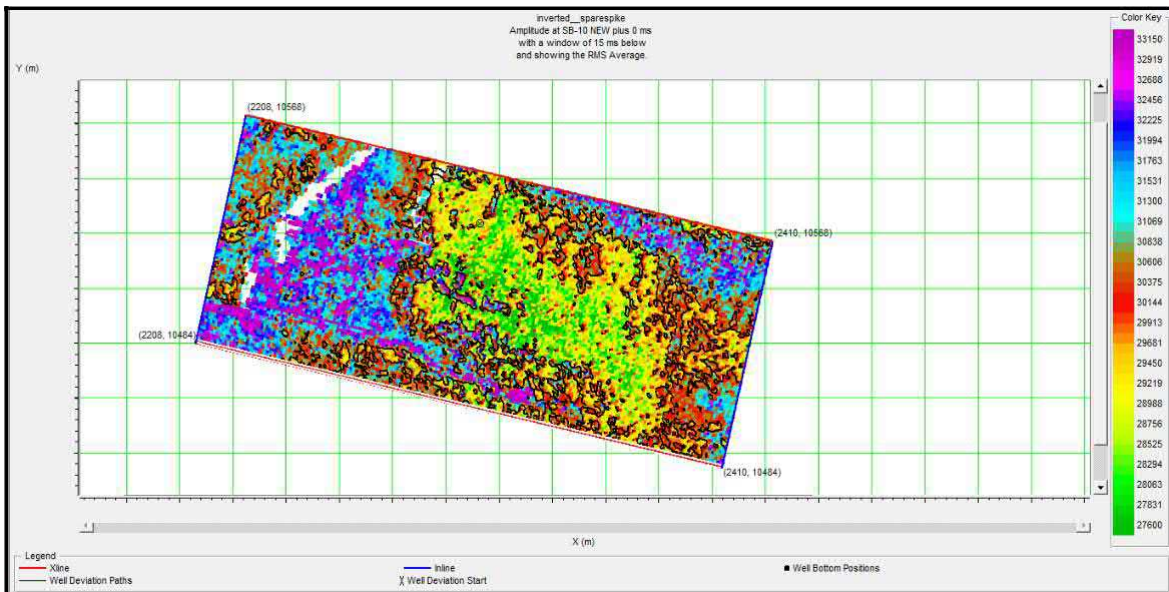 inverted__sparespike
Amplitude at SB-10 NEW plus 0 ms
with a window of 15 ms below
and showing the RMS Average.
Color Key
Y (m)
(2208, 10568)
(2410, 10568)
(2208, 10484)
(2410, 10484)
33150
32919
32688
32456
32225
31994
31763
31531
31300
31069
30838
30606
30375
30144
29913
29681
29450
29219
28988
28756
28525
28294
28063
27831
27600
X (m)
Legend
Xline
Inline
Well Bottom Positions
Well Deviation Paths
Well Deviation Start